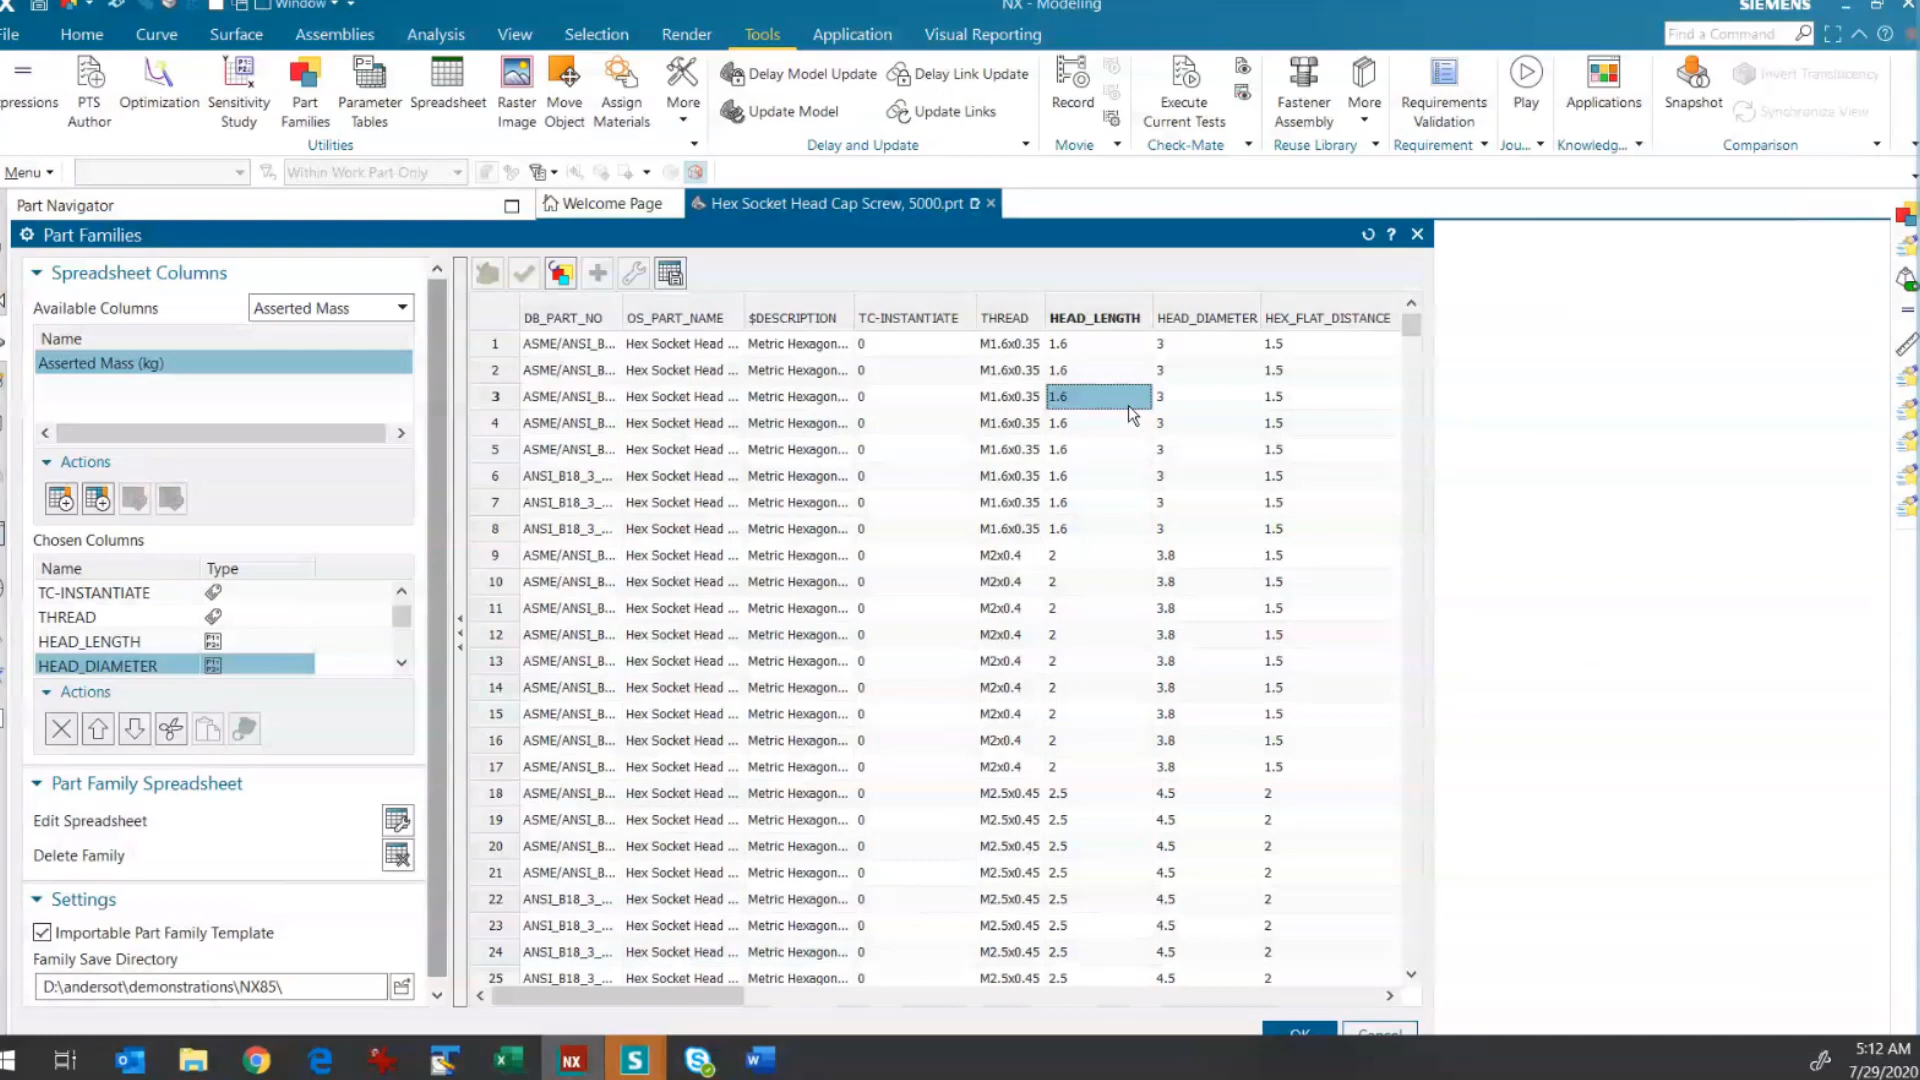 Window
NX - Modeling
SIEMENS
File Home Curve Surface Assemblies Analysis View Selection Render Tools Application Visual Reporting
Find a Command
pressions
PTS Author
Optimization
Sensitivity Study
Part Families
Parameter Tables
Spreadsheet
Raster Image
Move Object
Assign Materials
More
Delay Model Update
Delay Link Update
Update Model
Update Links
Record
Execute Current Tests
Fastener Assembly
More
Requirements Validation
Play
Applications
Snapshot
Invert Translucency
Synchronize View
Utilities
Delay and Update
Movie
Check-Mate
Reuse Library
Requirement
Jou...
Knowledg...
Comparison
Menu
Within Work Part Only
Part Navigator
Welcome Page
Hex Socket Head Cap Screw, 5000.prt
Part Families
Spreadsheet Columns
Available Columns Asserted Mass
Name
Asserted Mass (kg)
Actions
Chosen Columns
Name Type
TC-INSTANTIATE
THREAD
HEAD_LENGTH
HEAD_DIAMETER
Actions
Part Family Spreadsheet
Edit Spreadsheet
Delete Family
Settings
Importable Part Family Template
Family Save Directory
D:\andersot\demonstrations\NX85\
DB_PART_NO OS_PART_NAME $DESCRIPTION TC-INSTANTIATE THREAD HEAD_LENGTH HEAD_DIAMETER HEX_FLAT_DISTANCE
1 ASME/ANSI_B... Hex Socket Head ... Metric Hexagon... 0 M1.6x0.35 1.6 3 1.5
2 ASME/ANSI_B... Hex Socket Head ... Metric Hexagon... 0 M1.6x0.35 1.6 3 1.5
3 ASME/ANSI_B... Hex Socket Head ... Metric Hexagon... 0 M1.6x0.35 1.6 3 1.5
4 ASME/ANSI_B... Hex Socket Head ... Metric Hexagon... 0 M1.6x0.35 1.6 3 1.5
5 ASME/ANSI_B... Hex Socket Head ... Metric Hexagon... 0 M1.6x0.35 1.6 3 1.5
6 ANSI_B18_3_... Hex Socket Head ... Metric Hexagon... 0 M1.6x0.35 1.6 3 1.5
7 ANSI_B18_3_... Hex Socket Head ... Metric Hexagon... 0 M1.6x0.35 1.6 3 1.5
8 ANSI_B18_3_... Hex Socket Head ... Metric Hexagon... 0 M1.6x0.35 1.6 3 1.5
9 ASME/ANSI_B... Hex Socket Head ... Metric Hexagon... 0 M2x0.4 2 3.8 1.5
10 ASME/ANSI_B... Hex Socket Head ... Metric Hexagon... 0 M2x0.4 2 3.8 1.5
11 ASME/ANSI_B... Hex Socket Head ... Metric Hexagon... 0 M2x0.4 2 3.8 1.5
12 ASME/ANSI_B... Hex Socket Head ... Metric Hexagon... 0 M2x0.4 2 3.8 1.5
13 ASME/ANSI_B... Hex Socket Head ... Metric Hexagon... 0 M2x0.4 2 3.8 1.5
14 ASME/ANSI_B... Hex Socket Head ... Metric Hexagon... 0 M2x0.4 2 3.8 1.5
15 ASME/ANSI_B... Hex Socket Head ... Metric Hexagon... 0 M2x0.4 2 3.8 1.5
16 ASME/ANSI_B... Hex Socket Head ... Metric Hexagon... 0 M2x0.4 2 3.8 1.5
17 ASME/ANSI_B... Hex Socket Head ... Metric Hexagon... 0 M2x0.4 2 3.8 1.5
18 ASME/ANSI_B... Hex Socket Head ... Metric Hexagon... 0 M2.5x0.45 2.5 4.5 2
19 ASME/ANSI_B... Hex Socket Head ... Metric Hexagon... 0 M2.5x0.45 2.5 4.5 2
20 ASME/ANSI_B... Hex Socket Head ... Metric Hexagon... 0 M2.5x0.45 2.5 4.5 2
21 ASME/ANSI_B... Hex Socket Head ... Metric Hexagon... 0 M2.5x0.45 2.5 4.5 2
22 ANSI_B18_3_... Hex Socket Head ... Metric Hexagon... 0 M2.5x0.45 2.5 4.5 2
23 ANSI_B18_3_... Hex Socket Head ... Metric Hexagon... 0 M2.5x0.45 2.5 4.5 2
24 ANSI_B18_3_... Hex Socket Head ... Metric Hexagon... 0 M2.5x0.45 2.5 4.5 2
25 ANSI_B18_3_... Hex Socket Head ... Metric Hexagon... 0 M2.5x0.45 2.5 4.5 2
OK Cancel
NX
S
5:12 AM
7/29/2020